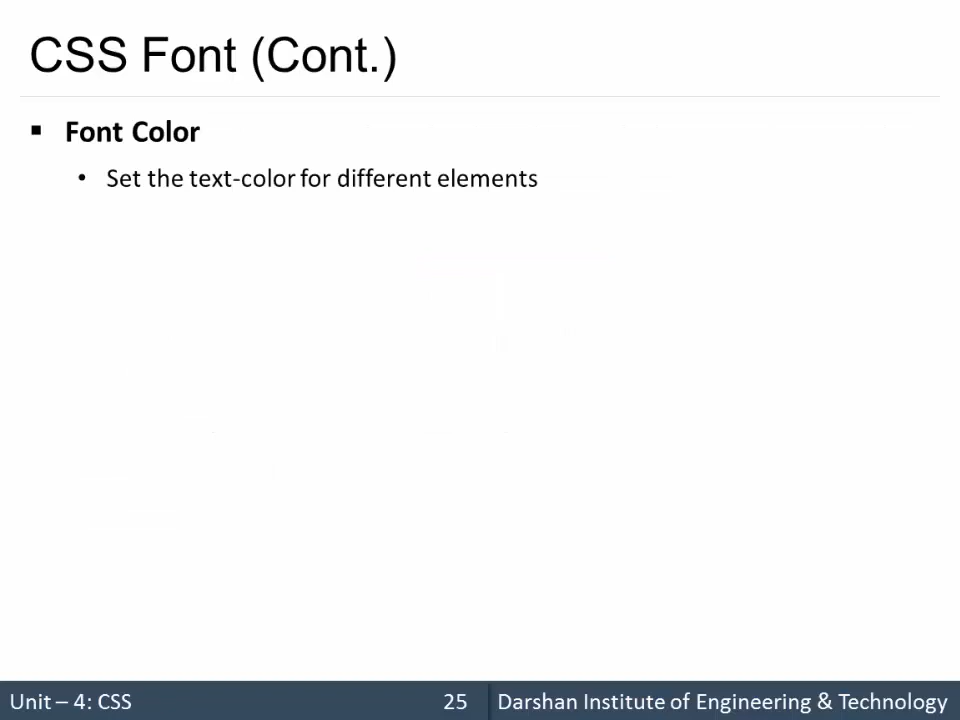 CSS Font (Cont.)
▪ Font Color
• Set the text-color for different elements
Unit – 4: CSS 25 Darshan Institute of Engineering & Technology